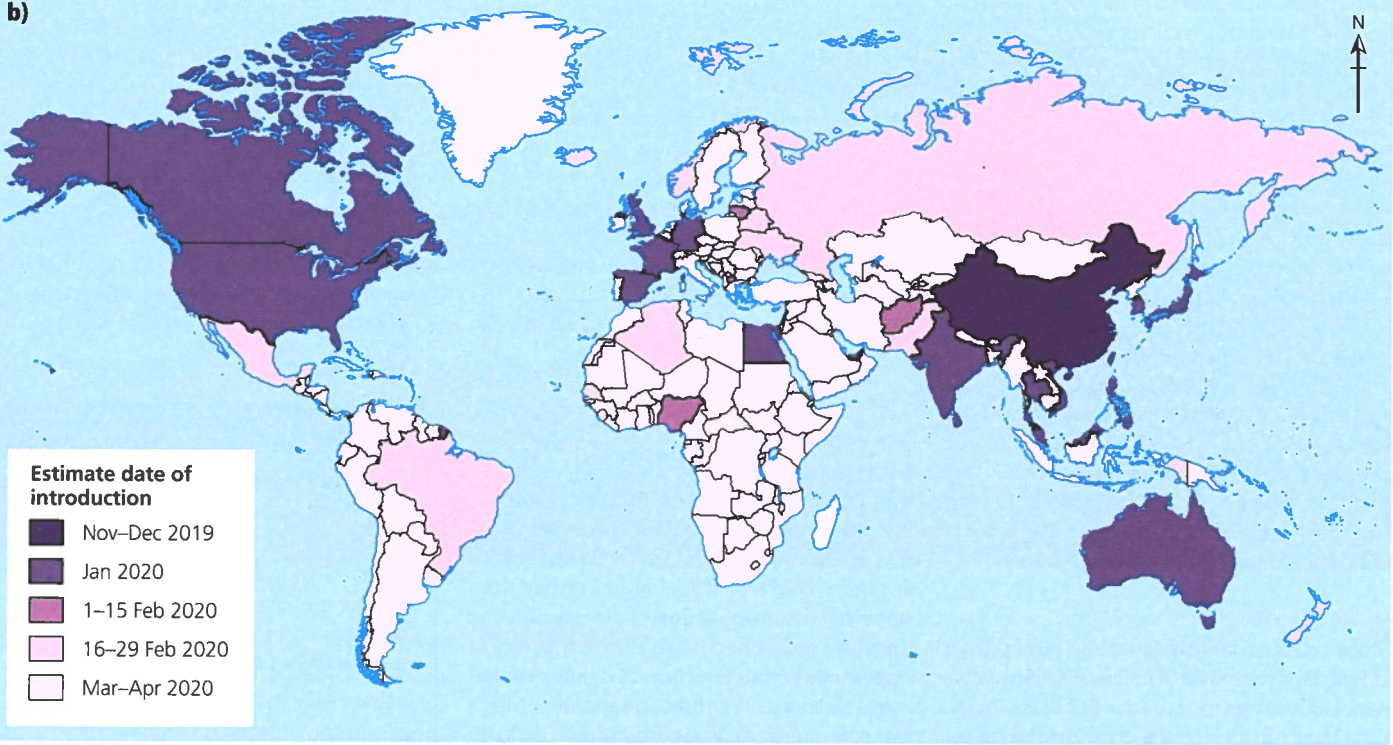 b)
N
Estimate date of
introduction
Nov–Dec 2019
Jan 2020
1–15 Feb 2020
16–29 Feb 2020
Mar–Apr 2020